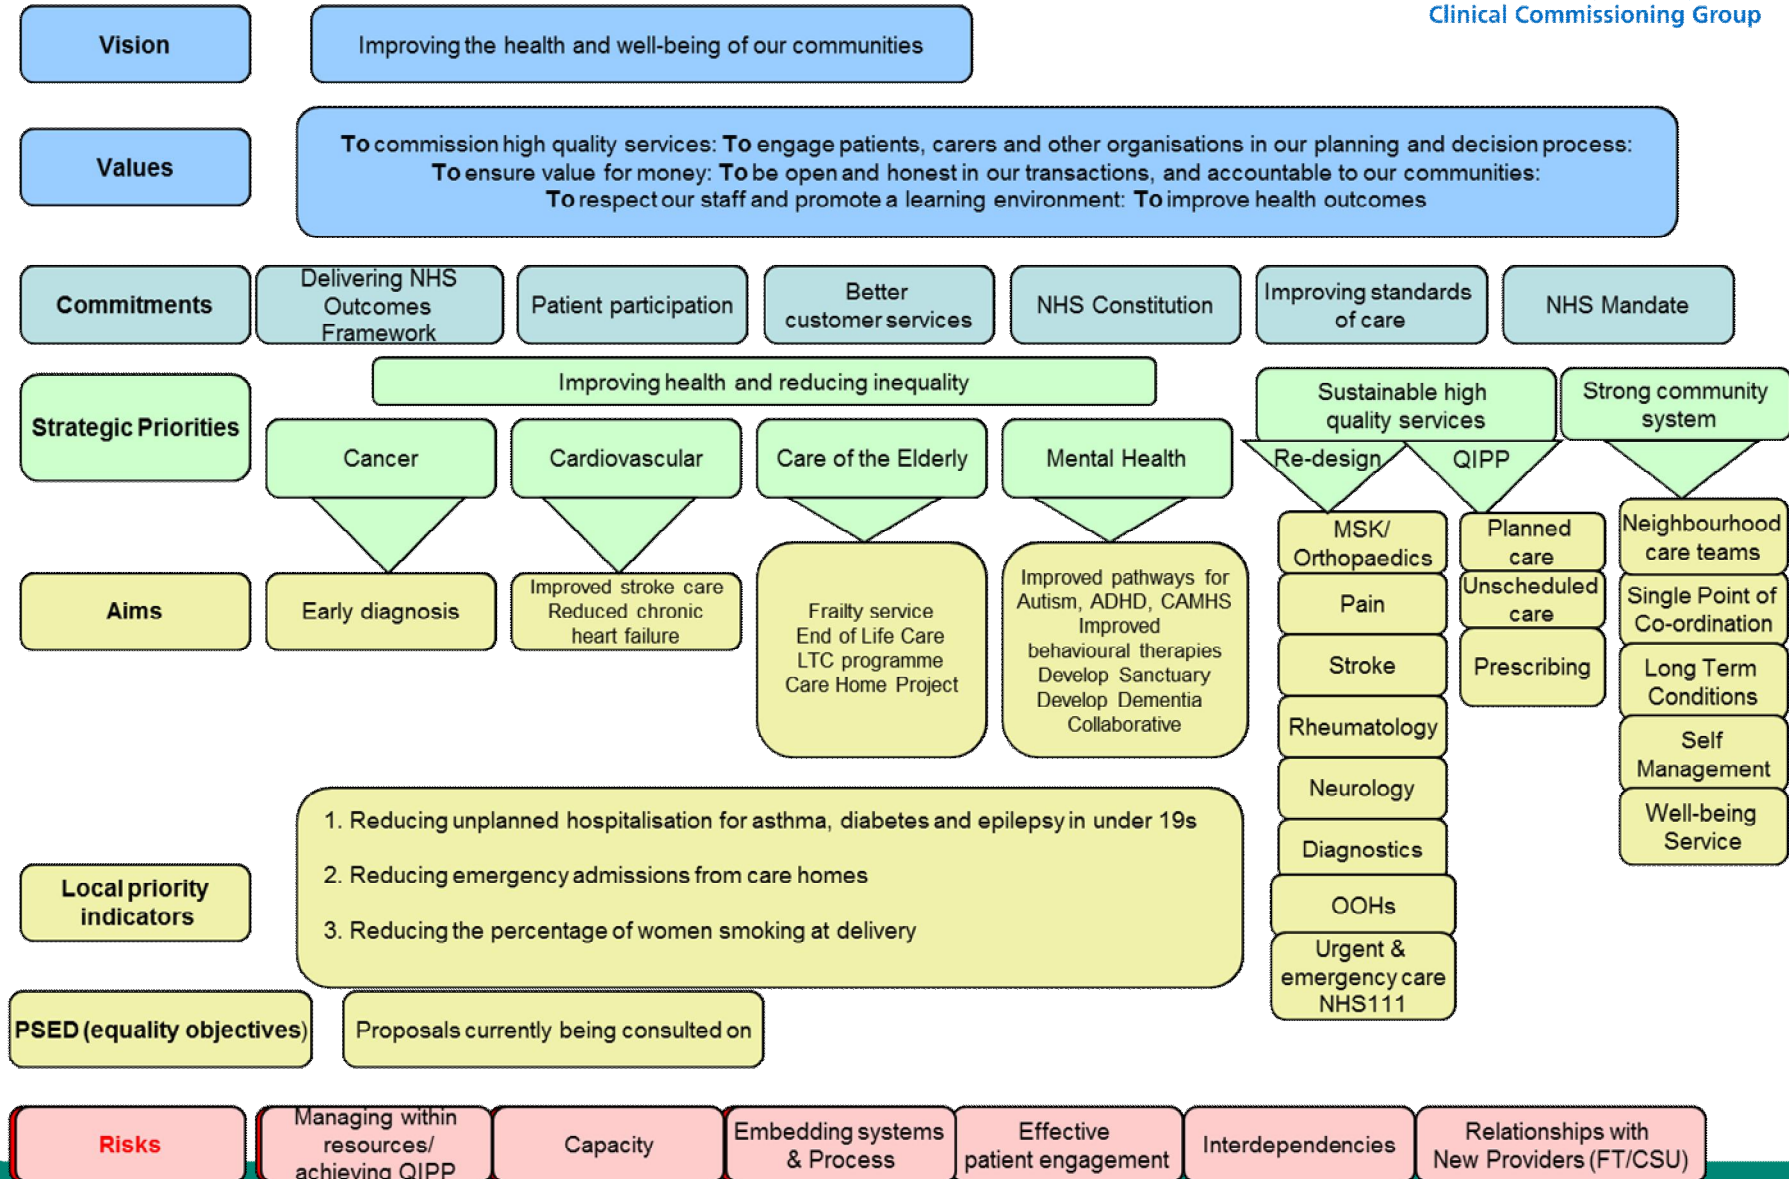 Clinical Commissioning Group
Vision
Improving the health and well-being of our communities
Values
To commission high quality services: To engage patients, carers and other organisations in our planning and decision process:
To ensure value for money: To be open and honest in our transactions, and accountable to our communities:
To respect our staff and promote a learning environment: To improve health outcomes
Commitments
Delivering NHS
Outcomes
Framework
Patient participation
Better
customer services
NHS Constitution
Improving standards
of care
NHS Mandate
Strategic Priorities
Improving health and reducing inequality
Cancer
Cardiovascular
Care of the Elderly
Mental Health
Sustainable high
quality services
Re-design
QIPP
Strong community
system
Aims
Early diagnosis
Improved stroke care
Reduced chronic
heart failure
Frailty service
End of Life Care
LTC programme
Care Home Project
Improved pathways for
Autism, ADHD, CAMHS
Improved
behavioural therapies
Develop Sanctuary
Develop Dementia
Collaborative
MSK/
Orthopaedics
Pain
Stroke
Rheumatology
Neurology
Diagnostics
OOHs
Urgent &
emergency care
NHS111
Planned
care
Unscheduled
care
Prescribing
Neighbourhood
care teams
Single Point of
Co-ordination
Long Term
Conditions
Self
Management
Well-being
Service
Local priority
indicators
1. Reducing unplanned hospitalisation for asthma, diabetes and epilepsy in under 19s
2. Reducing emergency admissions from care homes
3. Reducing the percentage of women smoking at delivery
PSED (equality objectives)
Proposals currently being consulted on
Risks
Managing within
resources/
achieving QIPP
Capacity
Embedding systems
& Process
Effective
patient engagement
Interdependencies
Relationships with
New Providers (FT/CSU)